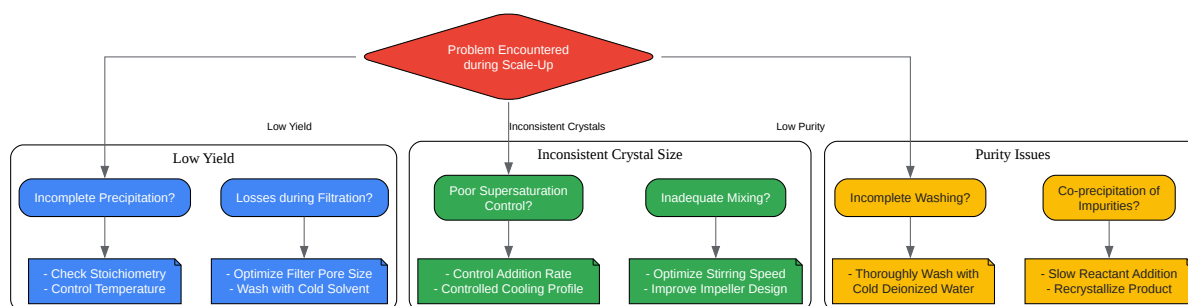 Problem Encountered
during Scale-Up
Low Yield
Inconsistent Crystals
Low Purity
Low Yield
Inconsistent Crystal Size
Purity Issues
Incomplete Precipitation?
Losses during Filtration?
Poor Supersaturation
Control?
Inadequate Mixing?
Incomplete Washing?
Co-precipitation of
Impurities?
- Check Stoichiometry
- Control Temperature
- Optimize Filter Pore Size
- Wash with Cold Solvent
- Control Addition Rate
- Controlled Cooling Profile
- Optimize Stirring Speed
- Improve Impeller Design
- Thoroughly Wash with
Cold Deionized Water
- Slow Reactant Addition
- Recrystallize Product